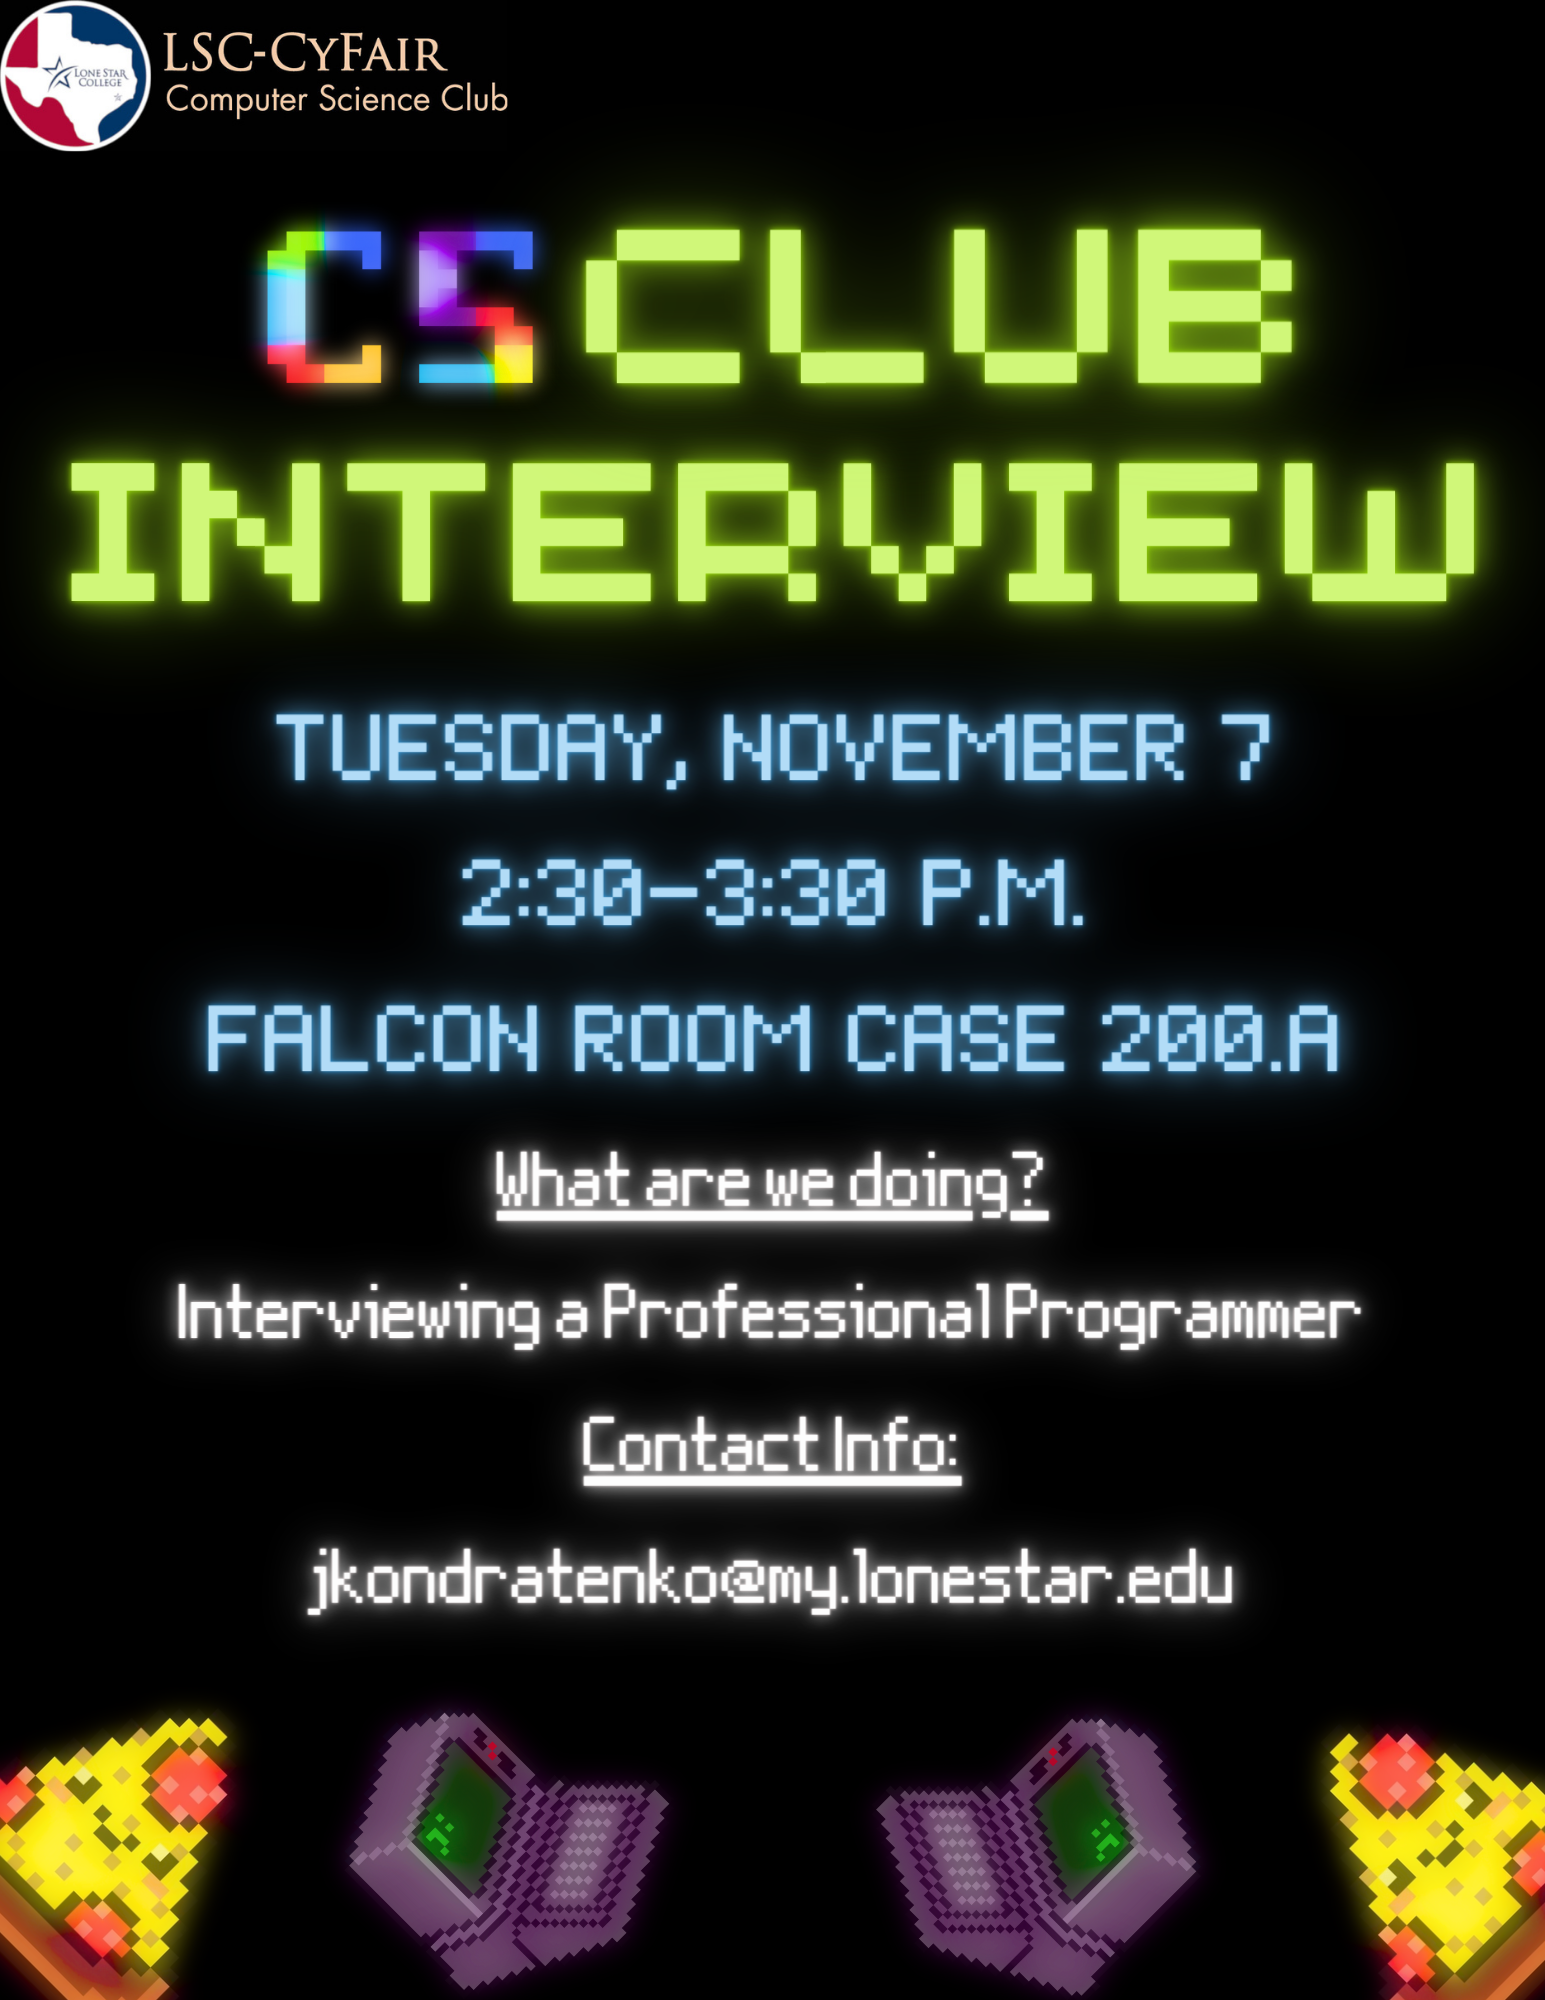 LONE STAR
COLLEGE
LSC-CYFAIR
Computer Science Club
CS CLUB
INTERVIEW
TUESDAY, NOVEMBER 7
2:30-3:30 P.M.
FALCON ROOM CASE 200.A
What are we doing?
Interviewing a Professional Programmer
Contact Info:
jkondratenko@my.lonestar.edu